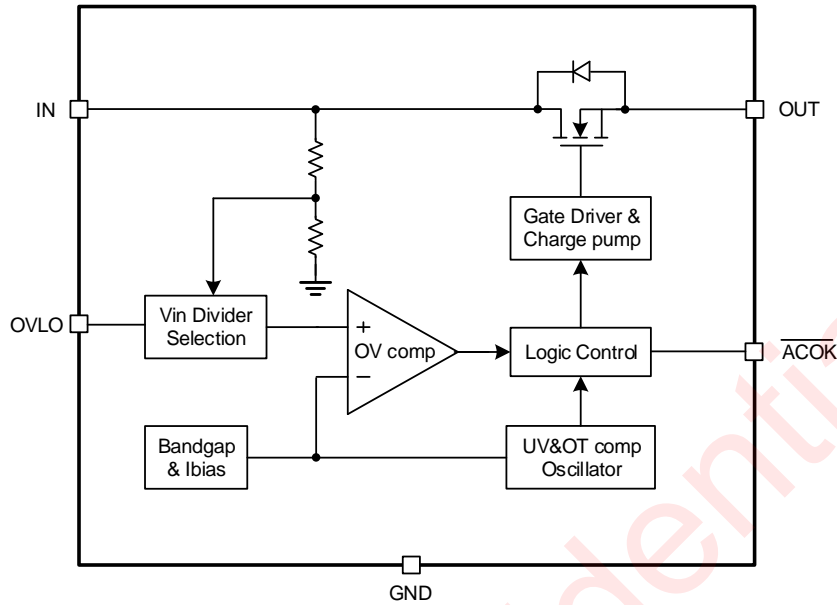 IN
OUT
Gate Driver &
Charge pump
OVLO
Vin Divider
Selection
+
OV comp
−
Logic Control
ACOK
Bandgap
& Ibias
UV&OT comp
Oscillator
GND